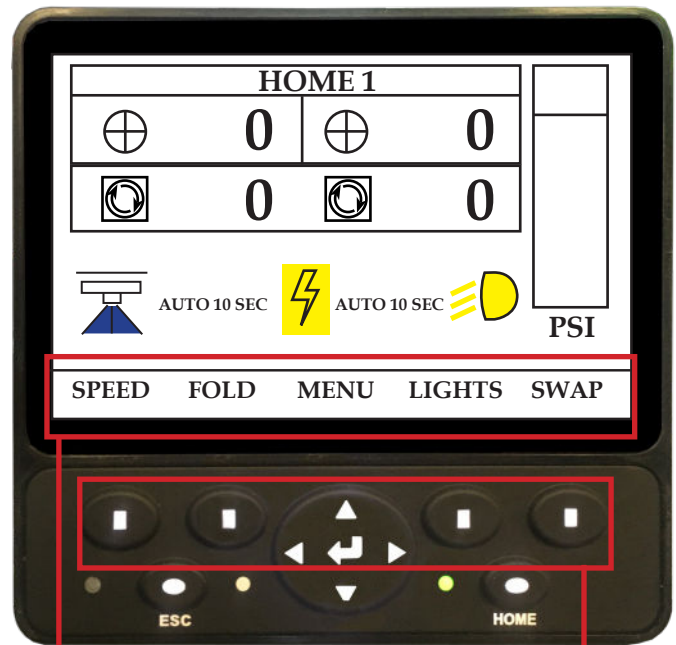 HOME 1
0 0
0 0
AUTO 10 SEC AUTO 10 SEC
PSI
SPEED FOLD MENU LIGHTS SWAP
ESC HOME